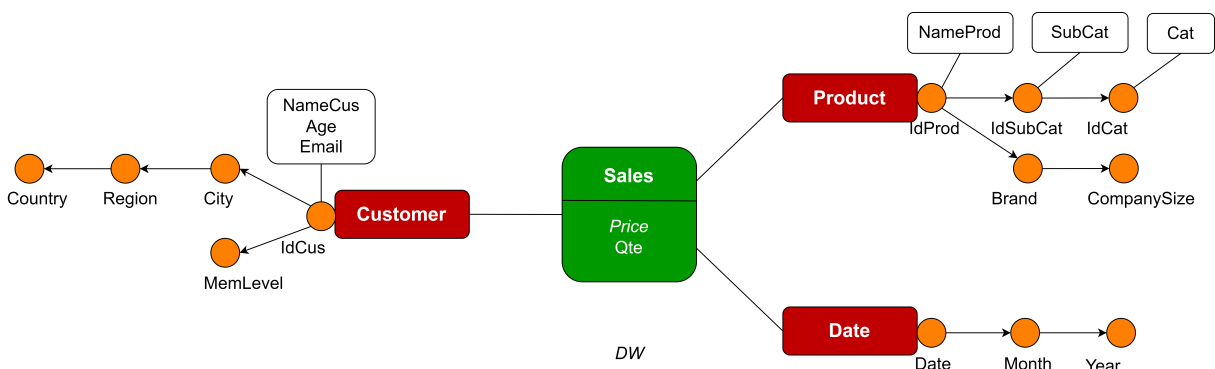 NameProd
SubCat
Cat
NameCus
Age
Email
Product
IdProd
IdSubCat
IdCat
Sales
Country
Region
City
Customer
Brand
CompanySize
Price
Qte
IdCus
MemLevel
Date
DW
Date
Month
Year